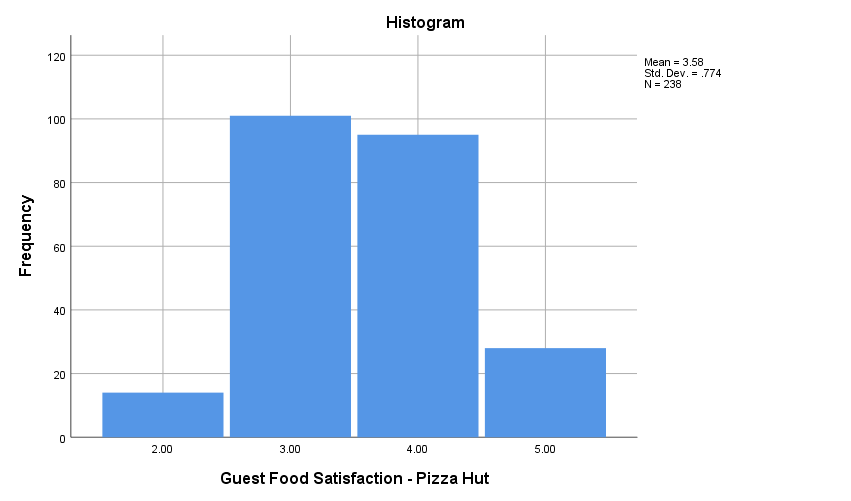 Histogram
Mean = 3.58
Std. Dev. = .774
N = 238
120
100
80
60
40
20
0
Frequency
2.00 3.00 4.00 5.00
Guest Food Satisfaction - Pizza Hut